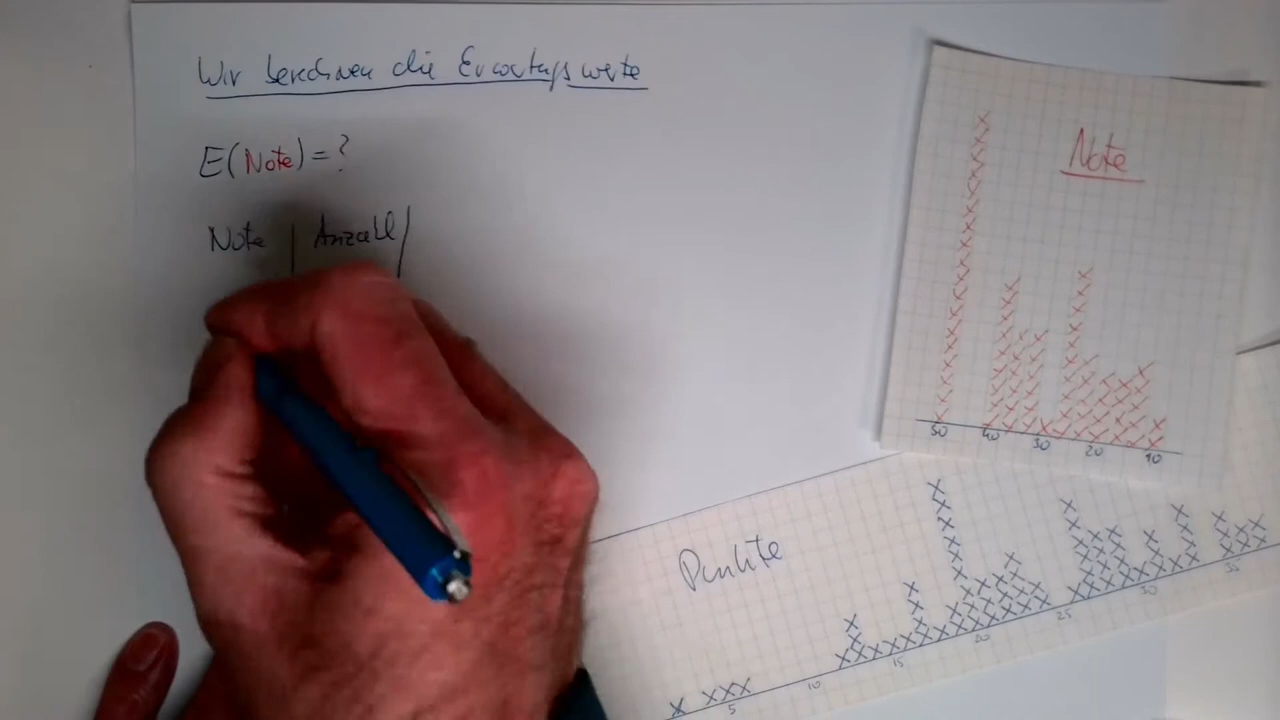 Wir berechnen die Erwartungswerte
E(Note) = ?
Note | Anzahl |
Note
50 40 30 20 10
Punkte
5 10 15 20 25 30 35